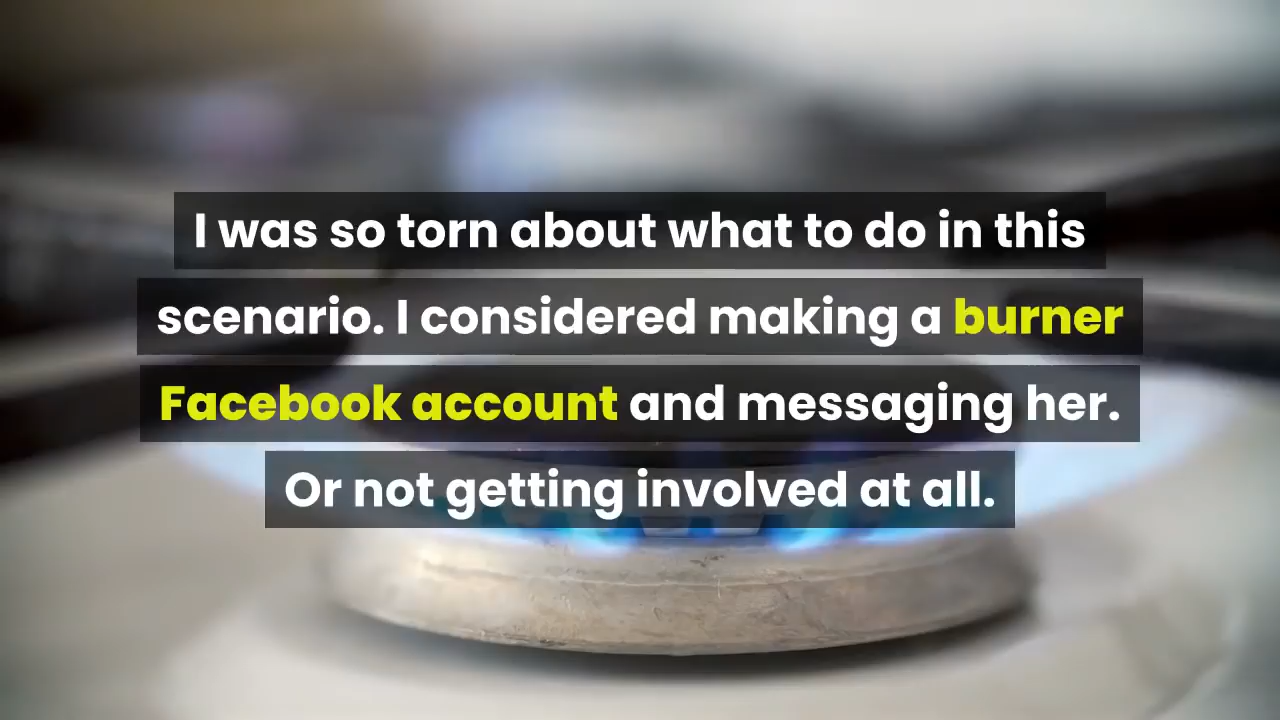 I was so torn about what to do in this
scenario. I considered making a burner
Facebook account and messaging her.
Or not getting involved at all.